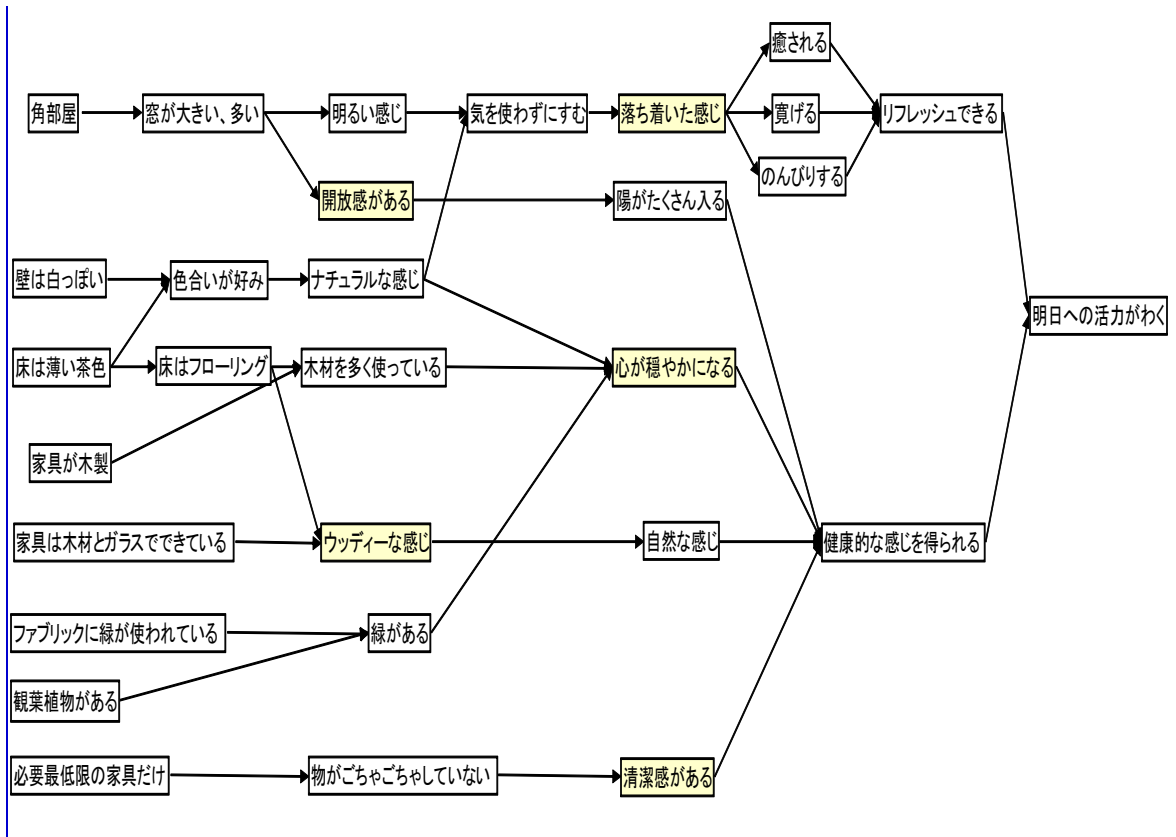 癒される
角部屋
窓が大きい、多い
明るい感じ
気を使わずにすむ
落ち着いた感じ
寛げる
リフレッシュできる
のんびりする
開放感がある
陽がたくさん入る
壁は白っぽい
色合いが好み
ナチュラルな感じ
明日への活力がわく
床は薄い茶色
床はフローリング
木材を多く使っている
心が穏やかになる
家具が木製
家具は木材とガラスでできている
ウッディーな感じ
自然な感じ
健康的な感じを得られる
ファブリックに緑が使われている
緑がある
観葉植物がある
必要最低限の家具だけ
物がごちゃごちゃしていない
清潔感がある